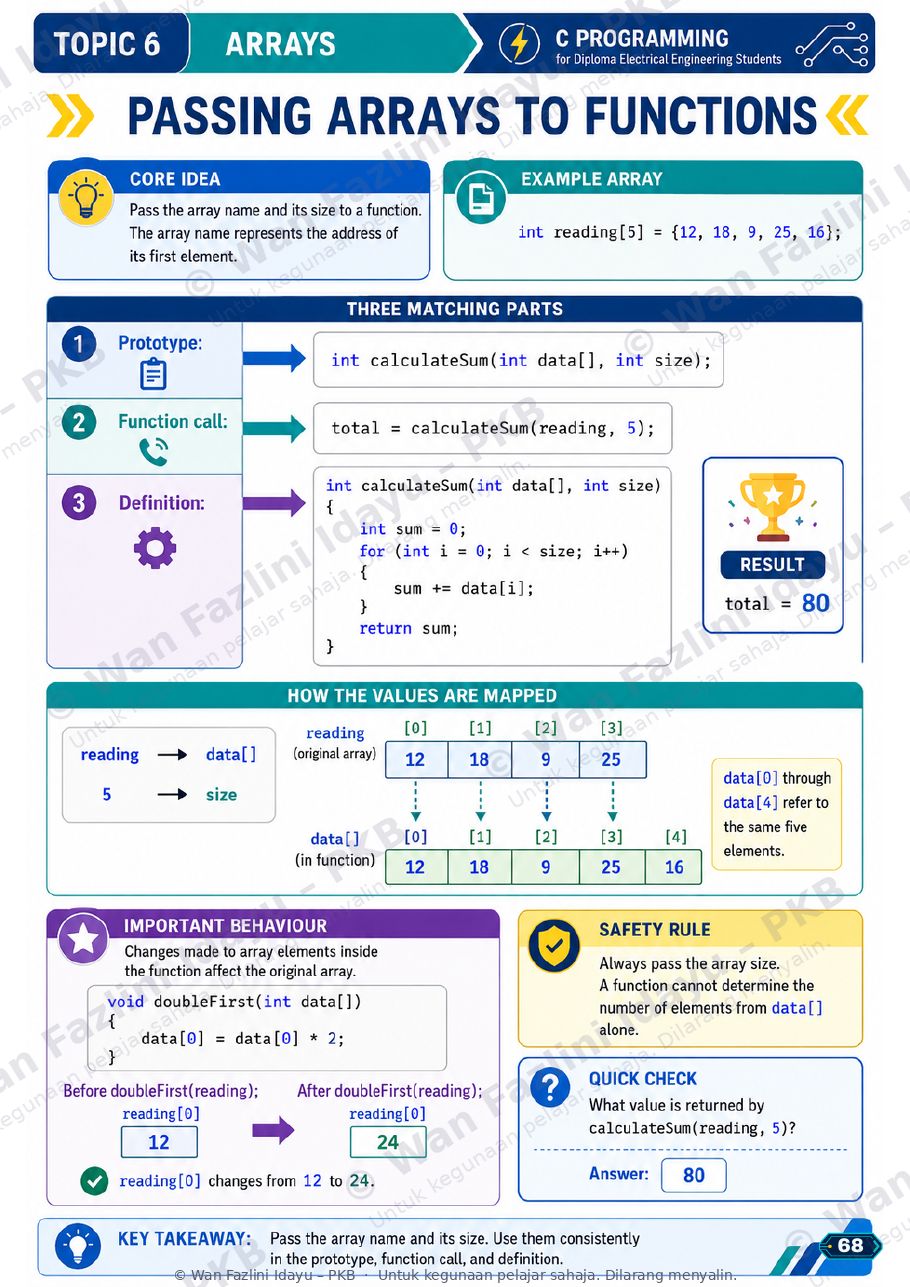 TOPIC 6
ARRAYS
C PROGRAMMING
for Diploma Electrical Engineering Students
PASSING ARRAYS TO FUNCTIONS
CORE IDEA
Pass the array name and its size to a function.
The array name represents the address of
its first element.
EXAMPLE ARRAY
int reading[5] = {12, 18, 9, 25, 16};
THREE MATCHING PARTS
1 Prototype:
int calculateSum(int data[], int size);
2 Function call:
total = calculateSum(reading, 5);
3 Definition:
int calculateSum(int data[], int size)
{
int sum = 0;
for (int i = 0; i < size; i++)
{
sum += data[i];
}
return sum;
}
RESULT
total = 80
HOW THE VALUES ARE MAPPED
reading → data[]
5 → size
reading
(original array)
[0] [1] [2] [3]
12 18 9 25
data[]
(in function)
[0] [1] [2] [3] [4]
12 18 9 25 16
data[0] through
data[4] refer to
the same five
elements.
IMPORTANT BEHAVIOUR
Changes made to array elements inside
the function affect the original array.
void doubleFirst(int data[])
{
data[0] = data[0] * 2;
}
Before doubleFirst(reading);
reading[0]
12
After doubleFirst(reading);
reading[0]
24
reading[0] changes from 12 to 24.
SAFETY RULE
Always pass the array size.
A function cannot determine the
number of elements from data[]
alone.
?
QUICK CHECK
What value is returned by
calculateSum(reading, 5)?
Answer: 80
KEY TAKEAWAY:
Pass the array name and its size. Use them consistently
in the prototype, function call, and definition.
68
© Wan Fazlini Idayu – PKB · Untuk kegunaan pelajar sahaja. Dilarang menyalin.
© Wan Fazlini Idayu – PKB
Untuk kegunaan pelajar sahaja. Dilarang menyalin.